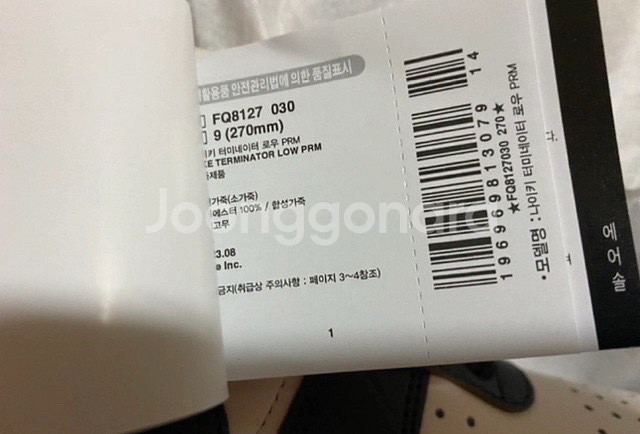 활용품 안전관리법에 의한 품질표시
FQ8127 030
9 (270mm)
이키 터미네이터 로우 PRM
KE TERMINATOR LOW PRM
화제품
가죽(소가죽)
에스터 100% / 합성가죽
고무
3.08
e Inc.
금지(취급상 주의사항 : 페이지 3~4참조)
1
196969813079
14
★FQ8127030 270★
· 모델명 : 나이키 터미네이터 로우 PRM
에어솔
Joonggonara